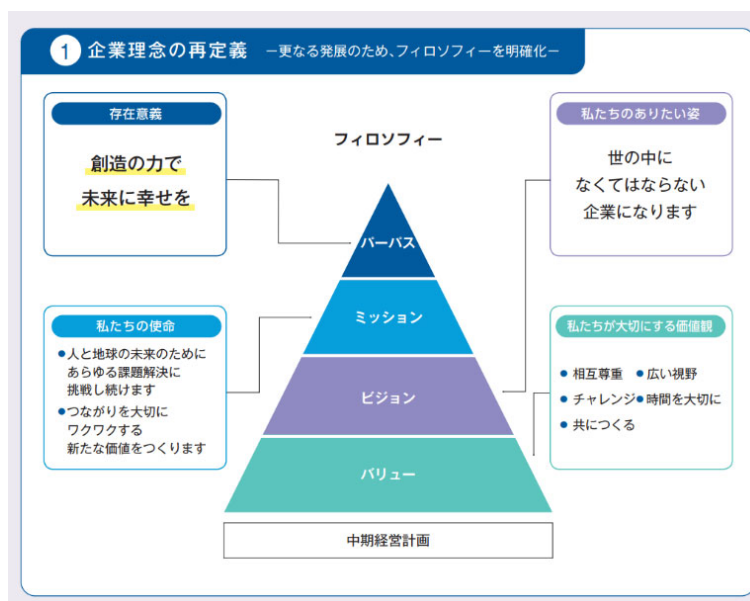 1 企業理念の再定義 −更なる発展のため、フィロソフィーを明確化−
存在意義
創造の力で
未来に幸せを
フィロソフィー
私たちのありたい姿
世の中に
なくてはならない
企業になります
パーパス
ミッション
ビジョン
バリュー
私たちの使命
●人と地球の未来のために
あらゆる課題解決に
挑戦し続けます
●つながりを大切に
ワクワクする
新たな価値をつくります
私たちが大切にする価値観
● 相互尊重 ● 広い視野
● チャレンジ ● 時間を大切に
● 共につくる
中期経営計画